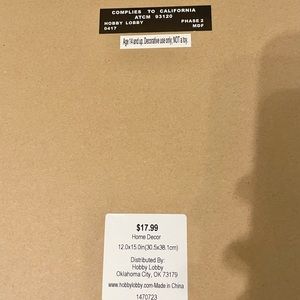 COMPLIES TO CALIFORNIA
ATCM 93120
HOBBY LOBBY PHASE 2
0417 MDF
Age 14 and up. Decorative use only, NOT a toy.
$17.99
Home Decor
12.0x15.0in(30.5x38.1cm)
Distributed By:
Hobby Lobby
Oklahoma City, OK 73179
www.hobbylobby.com Made in China
1470723